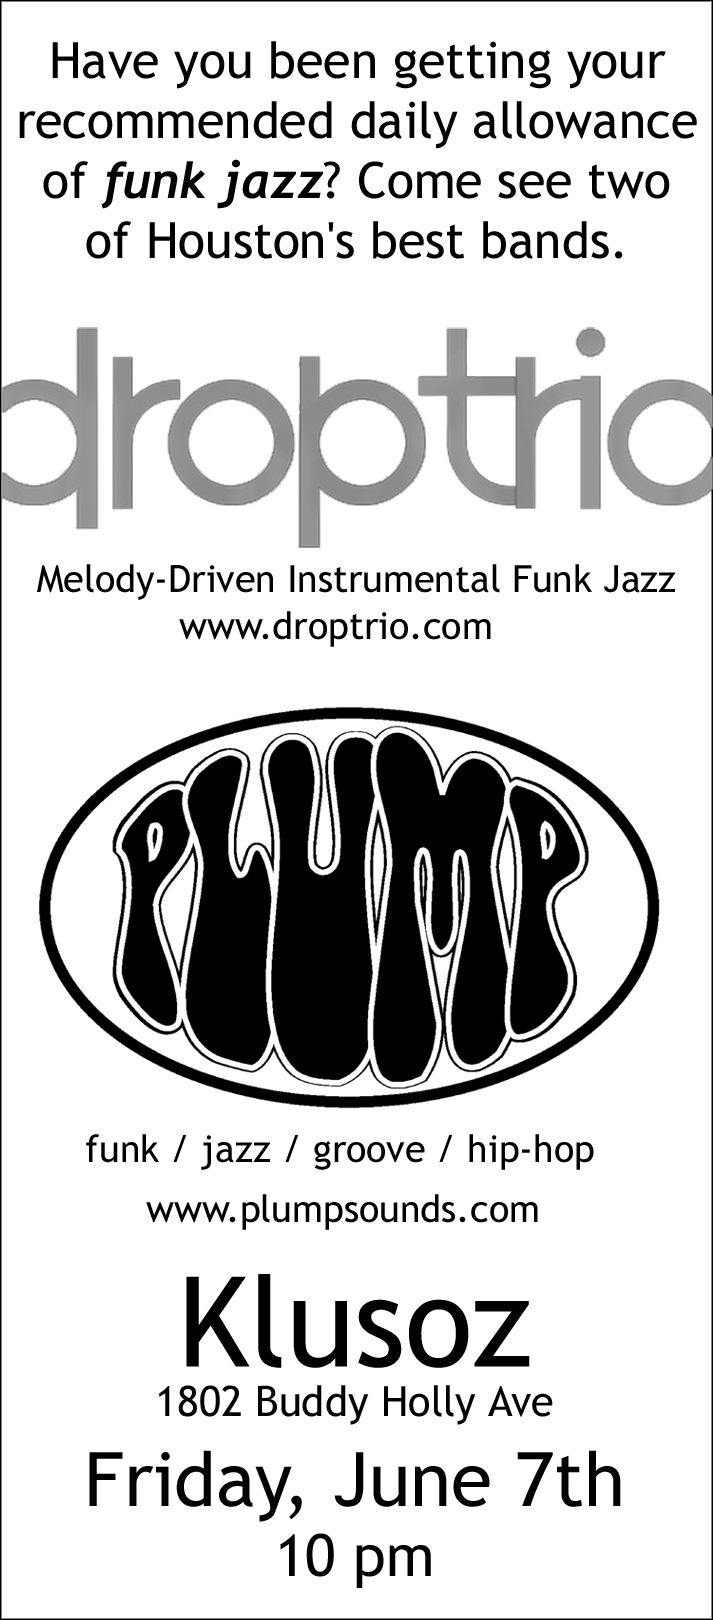 Have you been getting your
recommended daily allowance
of funk jazz? Come see two
of Houston's best bands.
droptrio
Melody-Driven Instrumental Funk Jazz
www.droptrio.com
PLUMP
funk / jazz / groove / hip-hop
www.plumpsounds.com
Klusoz
1802 Buddy Holly Ave
Friday, June 7th
10 pm